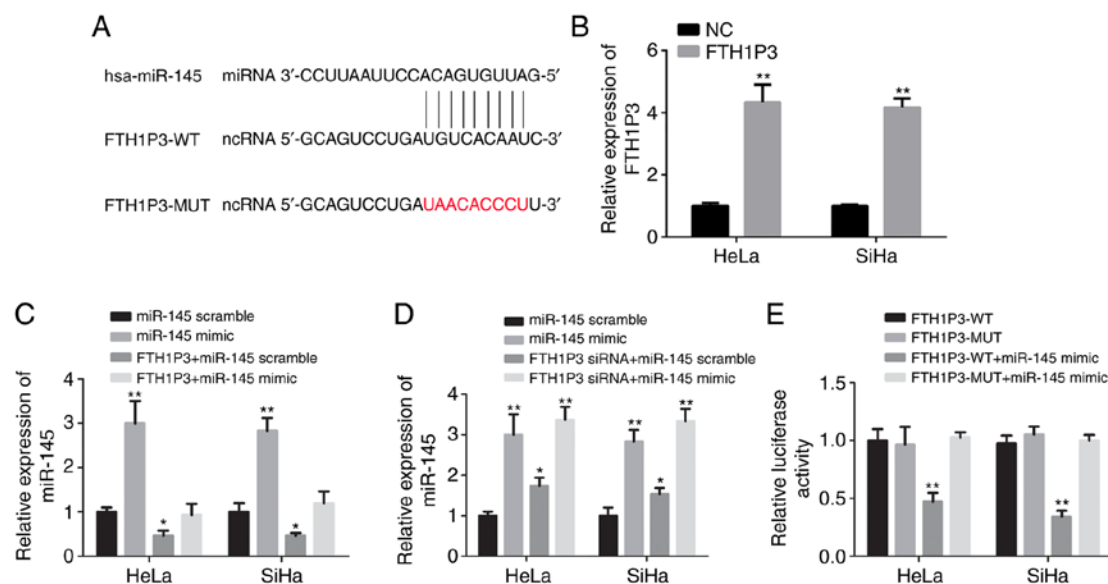 A
hsa-miR-145 miRNA 3′-CCUUAAUUCCACAGUGUUAG-5′
FTH1P3-WT ncRNA 5′-GCAGUCCUGAUGUCACAAUC-3′
FTH1P3-MUT ncRNA 5′-GCAGUCCUGAUAACACCCUU-3′
B
NC
FTH1P3
Relative expression of
FTH1P3
6
4
2
0
**
**
HeLa
SiHa
C
miR-145 scramble
miR-145 mimic
FTH1P3+miR-145 scramble
FTH1P3+miR-145 mimic
Relative expression of
miR-145
4
3
2
1
0
**
*
**
*
HeLa
SiHa
D
miR-145 scramble
miR-145 mimic
FTH1P3 siRNA+miR-145 scramble
FTH1P3 siRNA+miR-145 mimic
Relative expression of
miR-145
4
3
2
1
0
**
*
**
**
*
**
HeLa
SiHa
E
FTH1P3-WT
FTH1P3-MUT
FTH1P3-WT+miR-145 mimic
FTH1P3-MUT+miR-145 mimic
Relative luciferase
activity
1.5
1.0
0.5
0.0
**
**
HeLa
SiHa